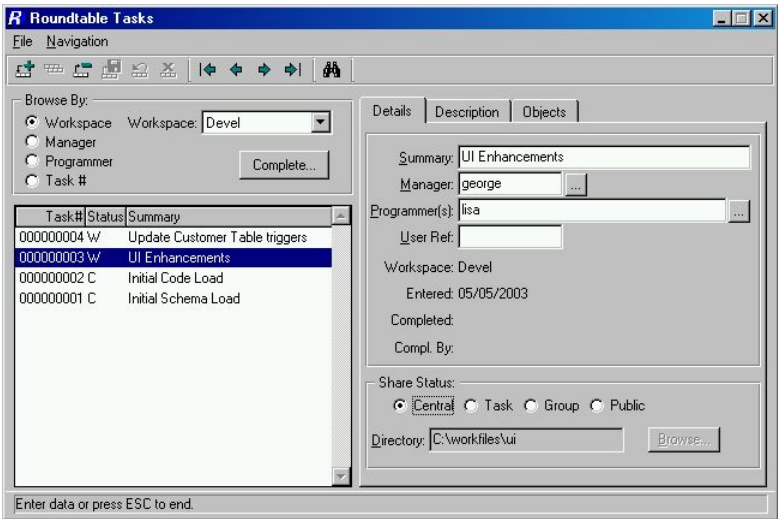 R Roundtable Tasks
File Navigation
Browse By:
Workspace Workspace: Devel
Manager
Programmer
Task #
Complete...
Task# Status Summary
000000004 W Update Customer Table triggers
000000003 W UI Enhancements
000000002 C Initial Code Load
000000001 C Initial Schema Load
Details Description Objects
Summary: UI Enhancements
Manager: george ...
Programmer(s): lisa ...
User Ref:
Workspace: Devel
Entered: 05/05/2003
Completed:
Compl. By:
Share Status:
Central Task Group Public
Directory: C:\workfiles\ui Browse...
Enter data or press ESC to end.